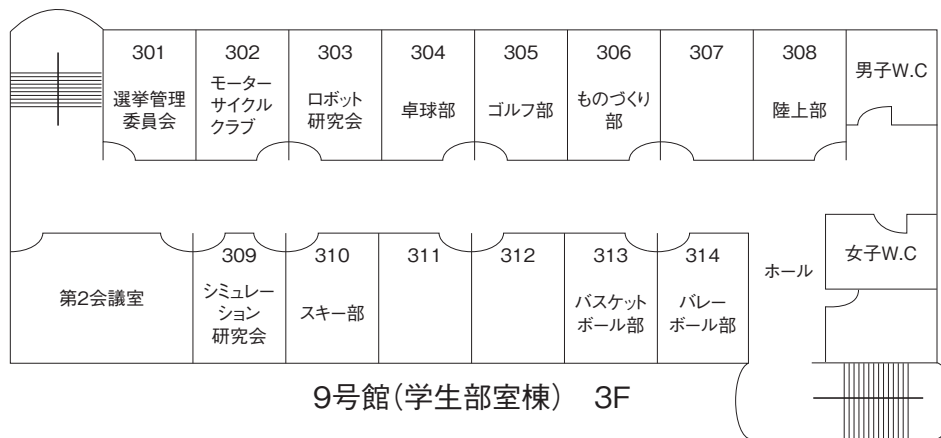 301
選挙管理
委員会
302
モーター
サイクル
クラブ
303
ロボット
研究会
304
卓球部
305
ゴルフ部
306
ものづくり
部
307
308
陸上部
男子W.C
第2会議室
309
シミュレー
ション
研究会
310
スキー部
311
312
313
バスケット
ボール部
314
バレー
ボール部
ホール
女子W.C
9号館(学生部室棟) 3F